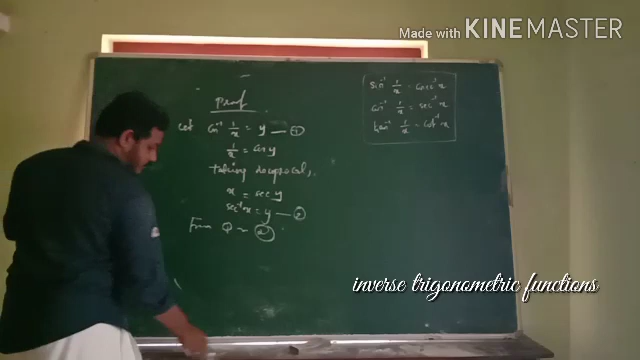 Made with KINEMASTER
sin⁻¹ 1/x = cosec⁻¹ x
cos⁻¹ 1/x = sec⁻¹ x
tan⁻¹ 1/x = cot⁻¹ x
Proof
Let cos⁻¹ 1/x = y — ①
1/x = cos y
taking reciprocals,
x = sec y
sec⁻¹ x = y — ②
From ① ②
inverse trigonometric functions